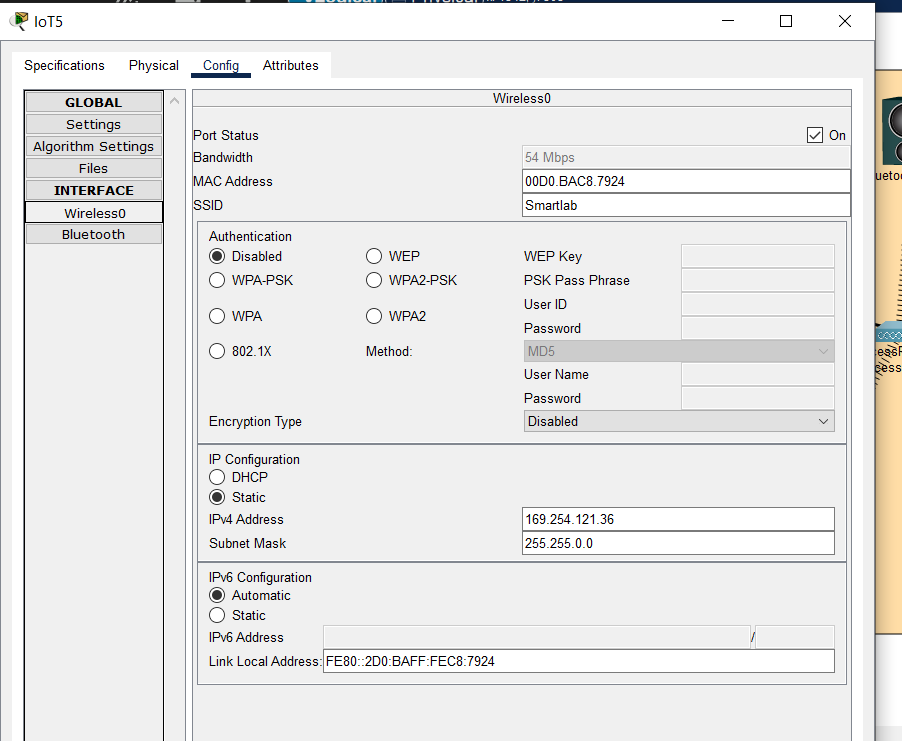 IoT5
Specifications Physical Config Attributes
GLOBAL
Settings
Algorithm Settings
Files
INTERFACE
Wireless0
Bluetooth
Wireless0
Port Status On
Bandwidth 54 Mbps
MAC Address 00D0.BAC8.7924
SSID Smartlab
Authentication
Disabled WEP WEP Key
WPA-PSK WPA2-PSK PSK Pass Phrase
User ID
WPA WPA2
Password
802.1X Method: MD5
User Name
Password
Encryption Type Disabled
IP Configuration
DHCP
Static
IPv4 Address 169.254.121.36
Subnet Mask 255.255.0.0
IPv6 Configuration
Automatic
Static
IPv6 Address /
Link Local Address: FE80::2D0:BAFF:FEC8:7924